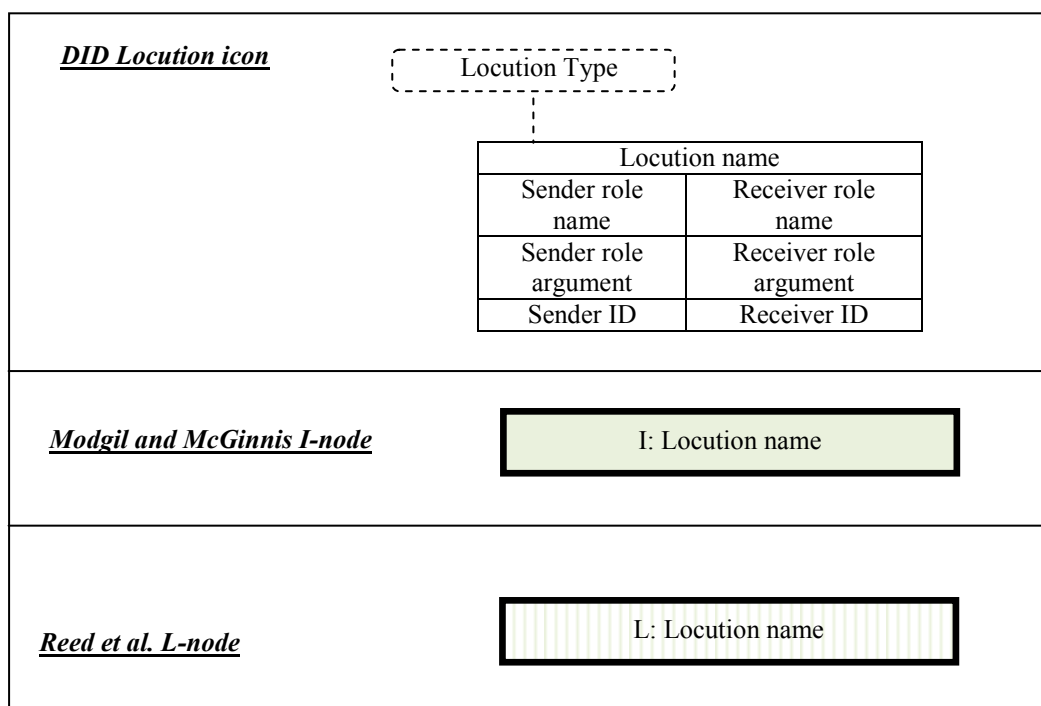 DID Locution icon
Locution Type
Locution name
Sender role name
Receiver role name
Sender role argument
Receiver role argument
Sender ID
Receiver ID
Modgil and McGinnis I-node
I: Locution name
Reed et al. L-node
L: Locution name